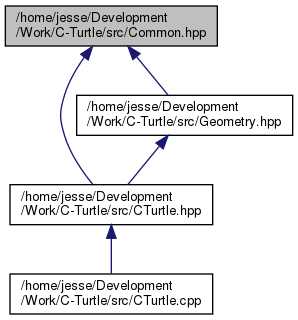 /home/jesse/Development
/Work/C-Turtle/src/Common.hpp
/home/jesse/Development
/Work/C-Turtle/src/Geometry.hpp
/home/jesse/Development
/Work/C-Turtle/src/CTurtle.hpp
/home/jesse/Development
/Work/C-Turtle/src/CTurtle.cpp